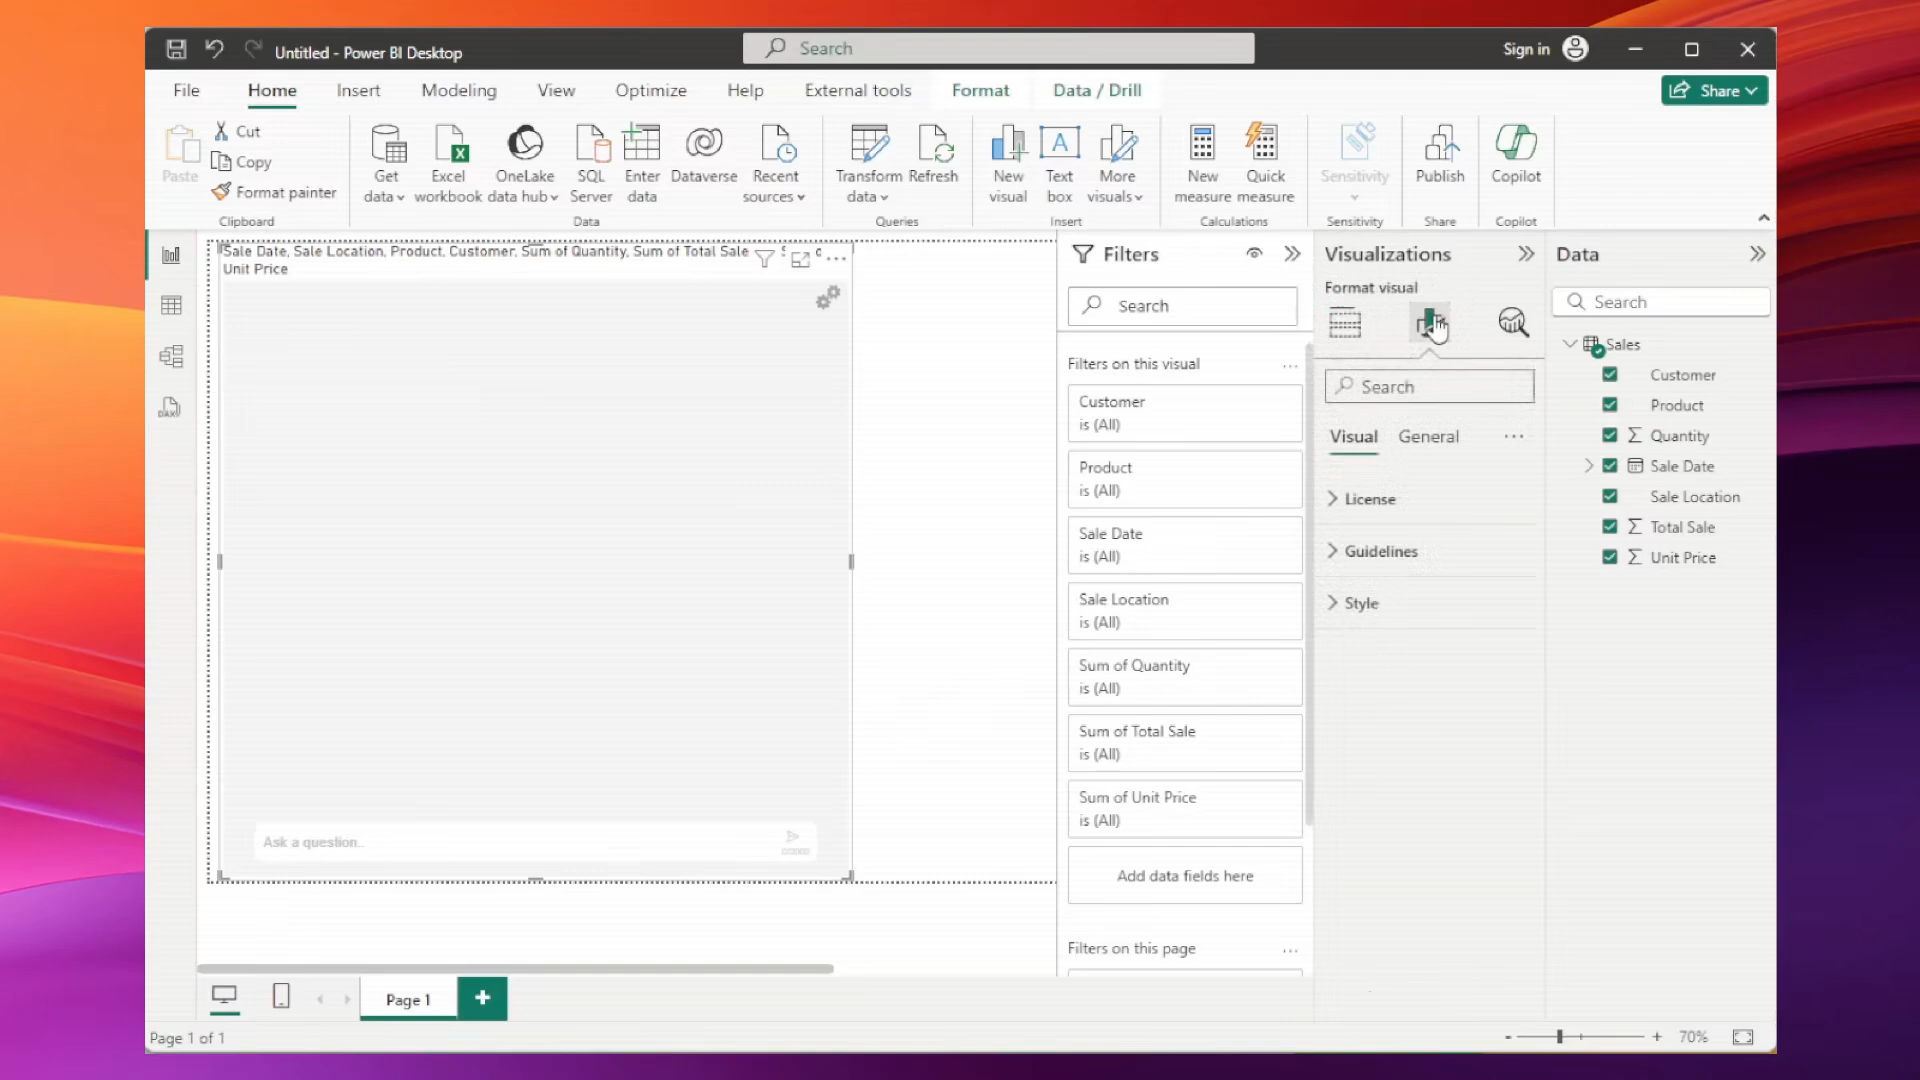 Untitled - Power BI Desktop
Search
Sign in
File
Home
Insert
Modeling
View
Optimize
Help
External tools
Format
Data / Drill
Share
Paste
Cut
Copy
Format painter
Clipboard
Get data
Excel workbook
OneLake data hub
SQL Server
Enter data
Dataverse
Recent sources
Data
Transform data
Refresh
Queries
New visual
A
Text box
More visuals
Insert
New measure
Quick measure
Calculations
Sensitivity
Sensitivity
Publish
Share
Copilot
Copilot
DAX
Sale Date, Sale Location, Product, Customer, Sum of Quantity, Sum of Total Sale
Unit Price
Ask a question..
Filters
Search
Filters on this visual
Customer
is (All)
Product
is (All)
Sale Date
is (All)
Sale Location
is (All)
Sum of Quantity
is (All)
Sum of Total Sale
is (All)
Sum of Unit Price
is (All)
Add data fields here
Filters on this page
Visualizations
Format visual
Search
Visual
General
License
Guidelines
Style
Data
Search
Sales
Customer
Product
Σ Quantity
Sale Date
Sale Location
Σ Total Sale
Σ Unit Price
Page 1
Page 1 of 1
70%